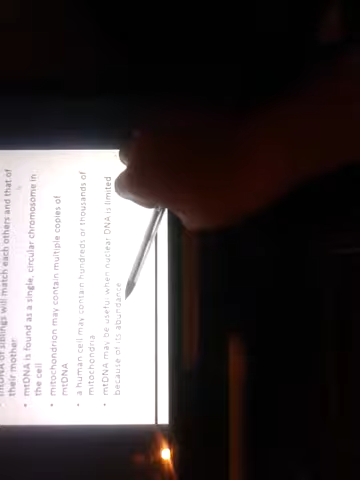 mtDNA of siblings will match each others and that of
their mother
• mtDNA is found as a single, circular chromosome in
the cell
• mitochondrion may contain multiple copies of
mtDNA
• a human cell may contain hundreds or thousands of
mitochondria
• mtDNA may be useful when nuclear DNA is limited
because of its abundance